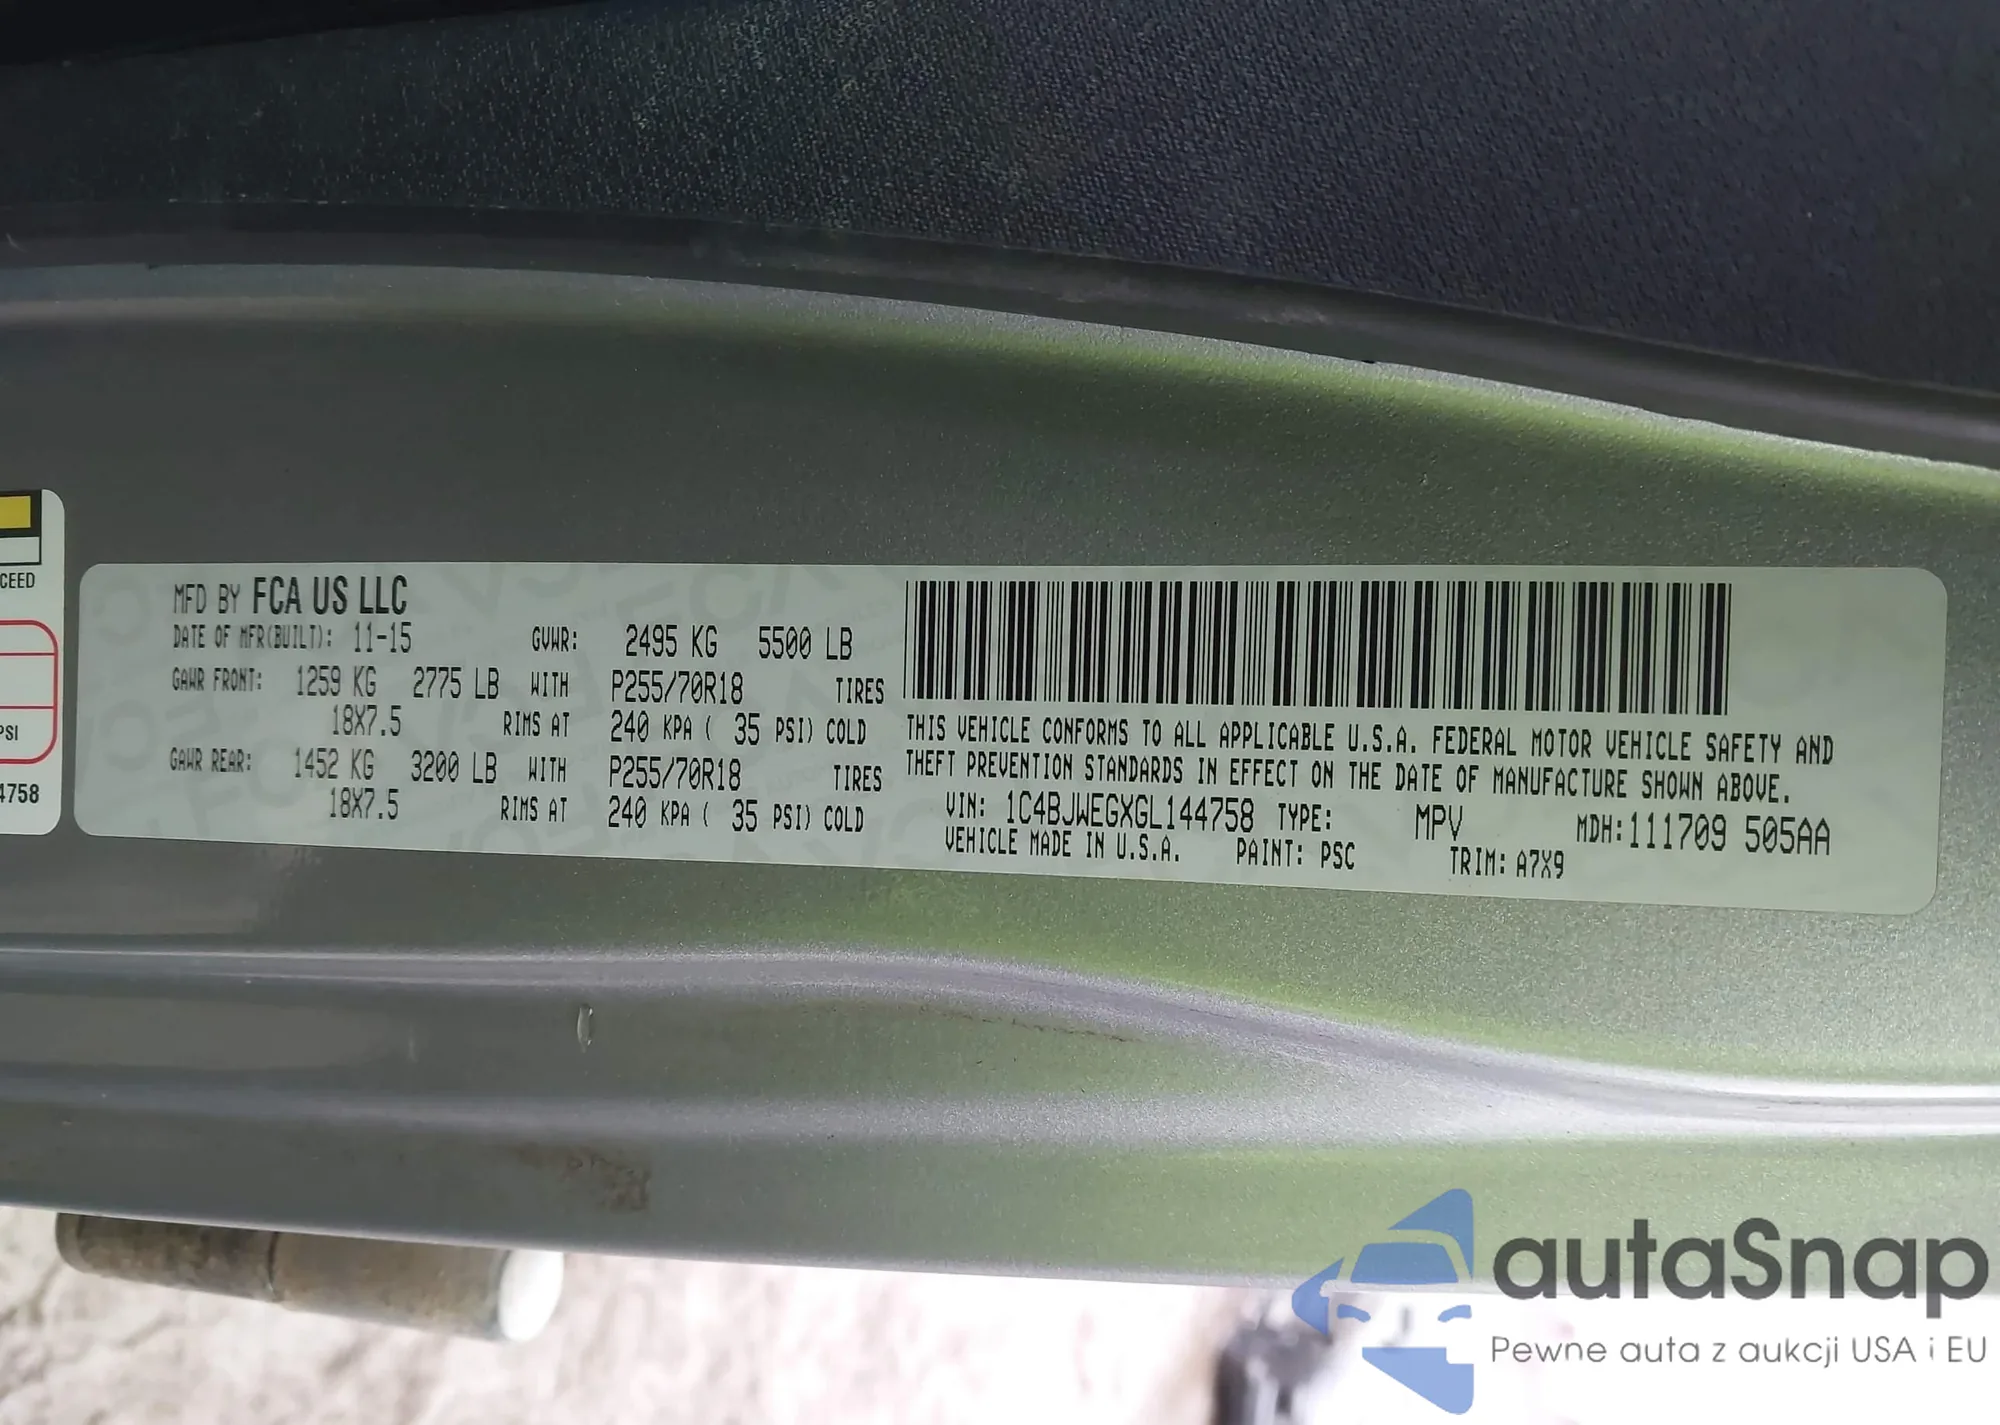 CEED
PSI
4758
MFD BY FCA US LLC
DATE OF MFR(BUILT): 11-15 GVWR: 2495 KG 5500 LB
GAWR FRONT: 1259 KG 2775 LB WITH P255/70R18 TIRES
18X7.5 RIMS AT 240 KPA ( 35 PSI) COLD
GAWR REAR: 1452 KG 3200 LB WITH P255/70R18 TIRES
18X7.5 RIMS AT 240 KPA ( 35 PSI) COLD
THIS VEHICLE CONFORMS TO ALL APPLICABLE U.S.A. FEDERAL MOTOR VEHICLE SAFETY AND
THEFT PREVENTION STANDARDS IN EFFECT ON THE DATE OF MANUFACTURE SHOWN ABOVE.
VIN: 1C4BJWEGXGL144758 TYPE: MPV MDH:111709 505AA
VEHICLE MADE IN U.S.A. PAINT: PSC TRIM: A7X9
autaSnap
Pewne auta z aukcji USA i EU